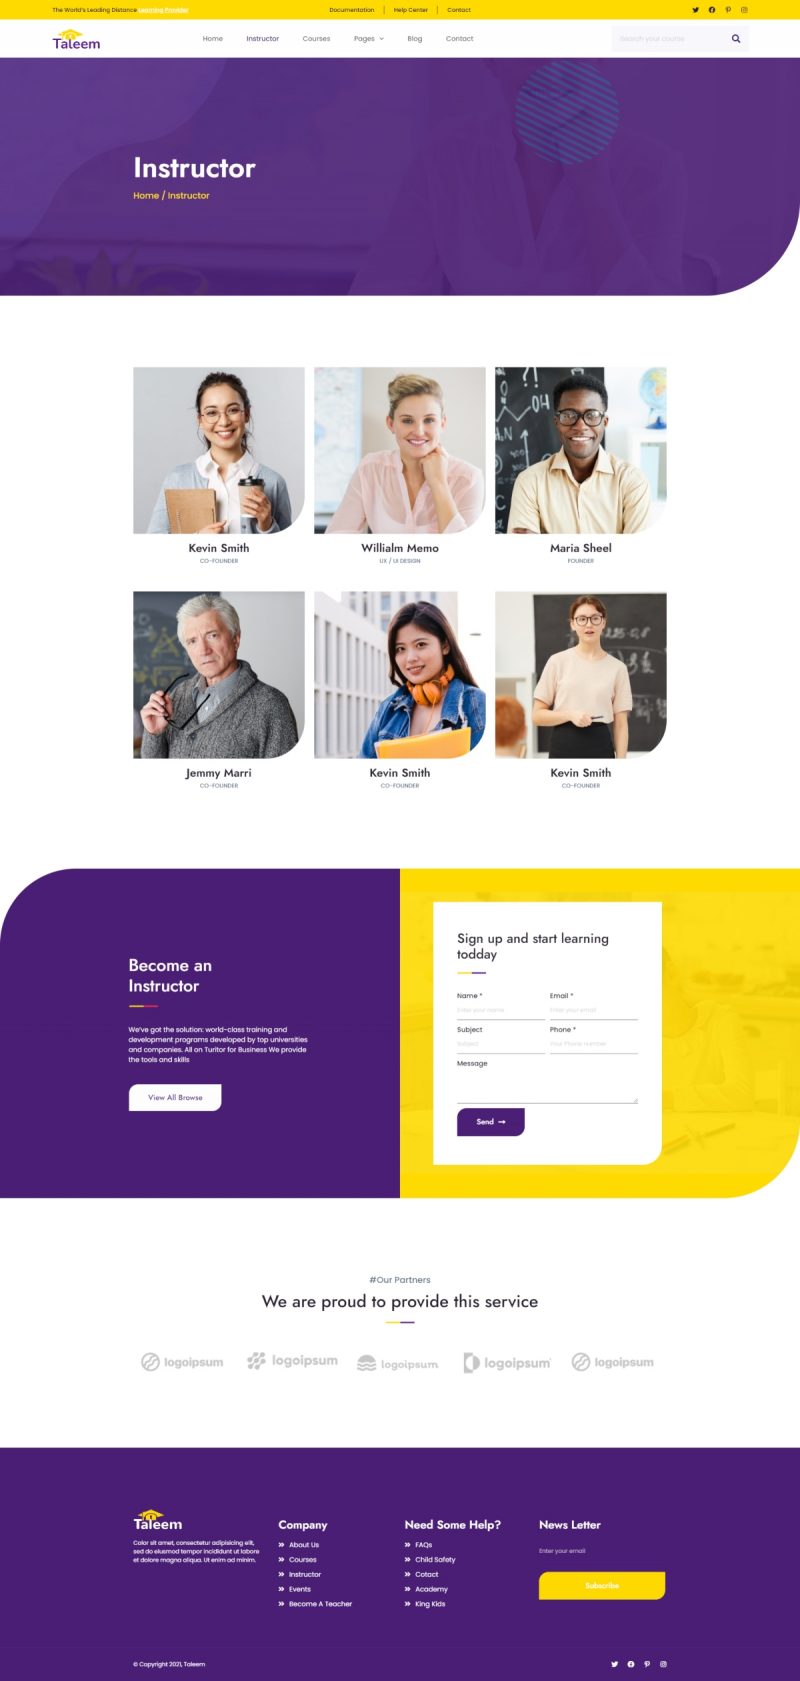 The World's Leading Distance Learning Provider
Documentation
Help Center
Contact
Taleem
Home
Instructor
Courses
Pages
Blog
Contact
Search your course
Instructor
Home / Instructor
Kevin Smith
CO-FOUNDER
Willialm Memo
UX / UI DESIGN
Maria Sheel
FOUNDER
Jemmy Marri
CO-FOUNDER
Kevin Smith
CO-FOUNDER
Kevin Smith
CO-FOUNDER
Become an
Instructor
We've got the solution: world-class training and
development programs developed by top universities
and companies. All on Turitor for Business We provide
the tools and skills
View All Browse
Sign up and start learning
todday
Name *
Email *
Enter your name
Enter your email
Subject
Phone *
Subject
Your Phone number
Message
Send
#Our Partners
We are proud to provide this service
logoipsum
logoipsum
logoipsum
logoipsum
logoipsum
Taleem
Color sit amet, consectetur adipisicing elit,
sed do eiusmod tempor incididunt ut labore
et dolore magna aliqua. Ut enim ad minim.
Company
About Us
Courses
Instructor
Events
Become A Teacher
Need Some Help?
FAQs
Child Safety
Cotact
Academy
King Kids
News Letter
Enter your email
Subscribe
© Copyright 2021, Taleem